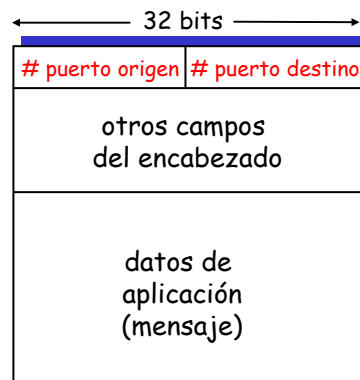 32 bits
# puerto origen # puerto destino
otros campos
del encabezado
datos de
aplicación
(mensaje)